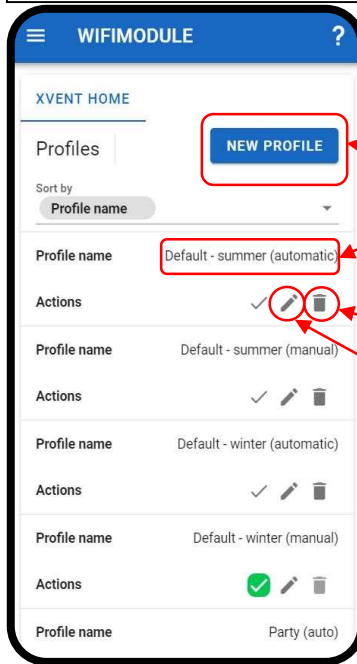 WIFIMODULE ?
XVENT HOME
Profiles NEW PROFILE
Sort by
Profile name
Profile name Default - summer (automatic)
Actions
Profile name Default - summer (manual)
Actions
Profile name Default - winter (automatic)
Actions
Profile name Default - winter (manual)
Actions
Profile name Party (auto)